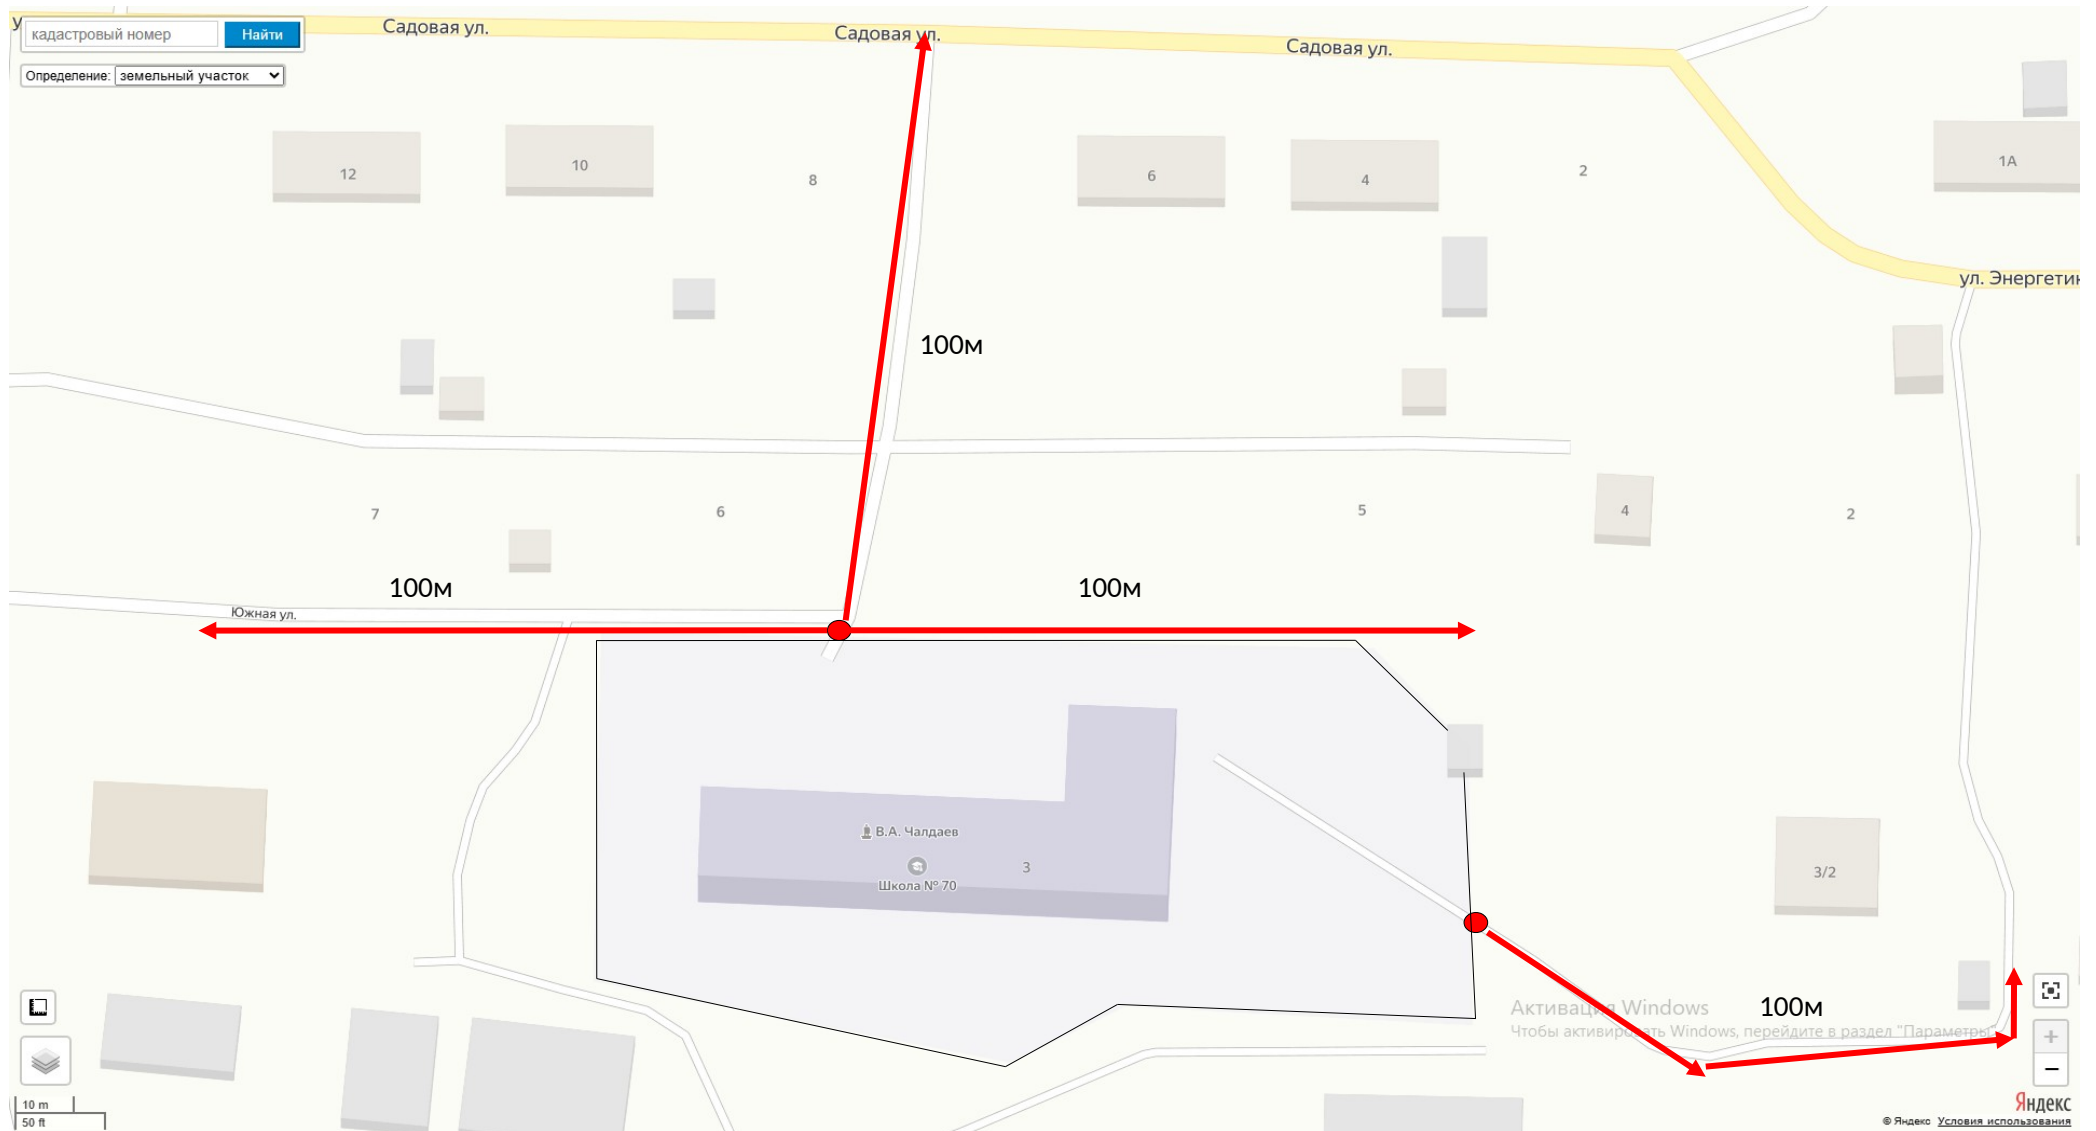 у
кадастровый номер
Найти
Садовая ул.
Садовая ул.
Садовая ул.
Определение: земельный участок
12
10
8
6
4
2
1А
ул. Энергетик
100м
7
6
5
4
2
100м
100м
Южная ул.
В.А. Чалдаев
3
Школа № 70
3/2
Активация Windows
100м
Чтобы активировать Windows, перейдите в раздел "Параметры
10 m
50 ft
Яндекс
© Яндекс Условия использования